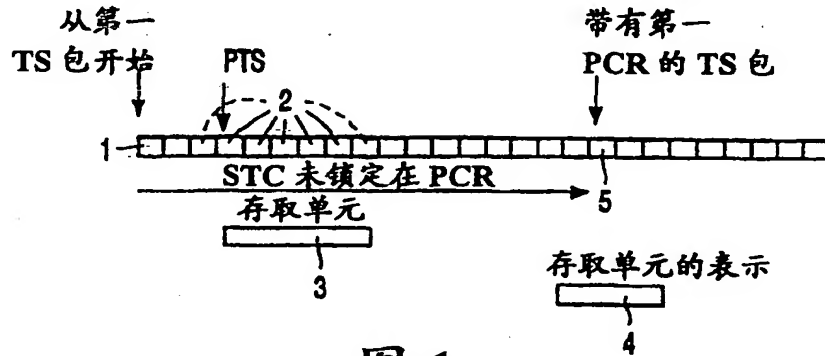 从第一
TS 包开始
PTS
带有第一
PCR 的 TS 包
2
1
STC 未锁定在 PCR
5
存取单元
3
存取单元的表示
4